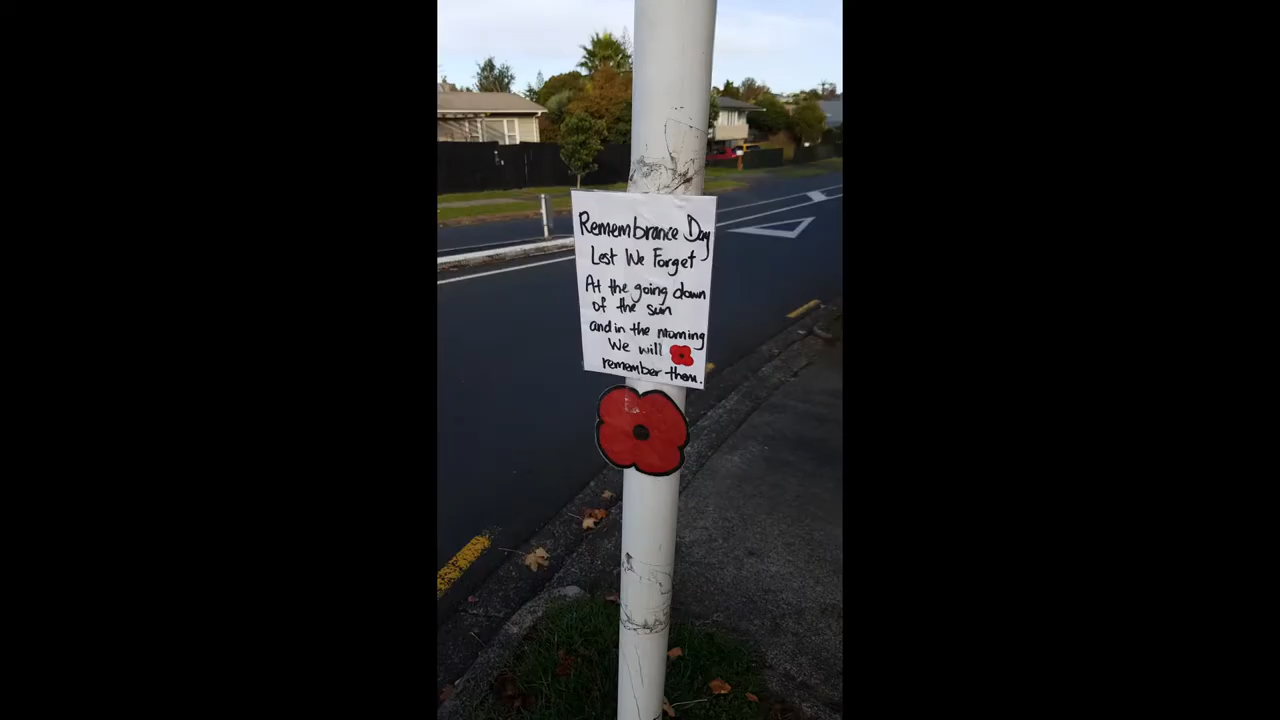 Remembrance Day
Lest We Forget
At the going down
of the sun
and in the morning
We will
remember them.